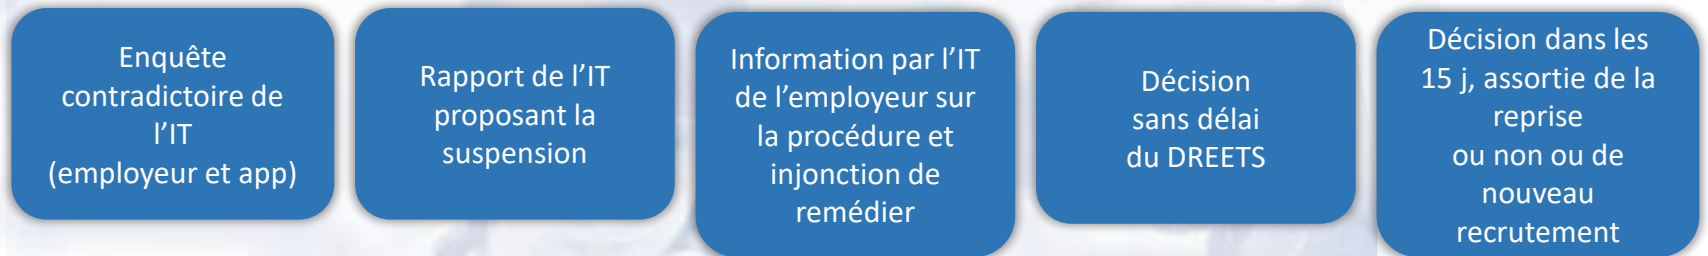 Enquête
contradictoire de
l’IT
(employeur et app)
Rapport de l’IT
proposant la
suspension
Information par l’IT
de l’employeur sur
la procédure et
injonction de
remédier
Décision
sans délai
du DREETS
Décision dans les
15 j, assortie de la
reprise
ou non ou de
nouveau
recrutement